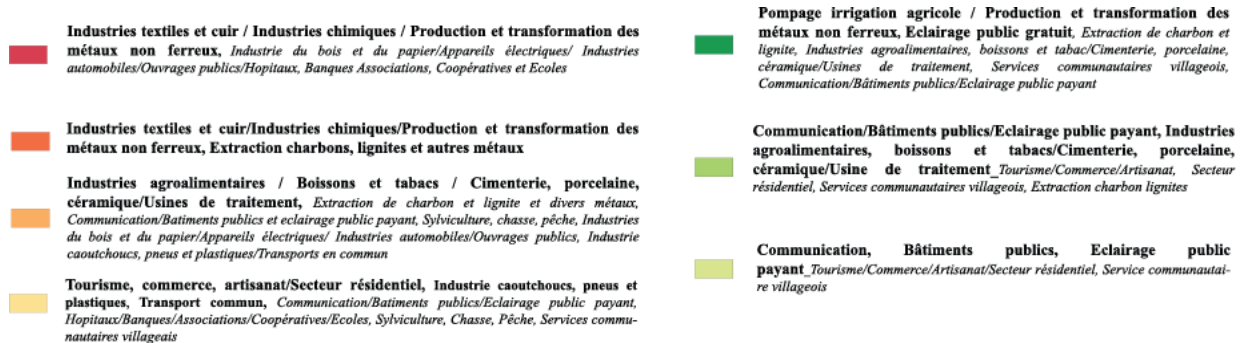 Industries textiles et cuir / Industries chimiques / Production et transformation des
métaux non ferreux, Industrie du bois et du papier/Appareils électriques/ Industries
automobiles/Ouvrages publics/Hopitaux, Banques Associations, Coopératives et Ecoles
Industries textiles et cuir/Industries chimiques/Production et transformation des
métaux non ferreux, Extraction charbons, lignites et autres métaux
Industries agroalimentaires / Boissons et tabacs / Cimenterie, porcelaine,
céramique/Usines de traitement, Extraction de charbon et lignite et divers métaux,
Communication/Batiments publics et eclairage public payant, Sylviculture, chasse, pêche, Industries
du bois et du papier/Appareils électriques/ Industries automobiles/Ouvrages publics, Industrie
caoutchoucs, pneus et plastiques/Transports en commun
Tourisme, commerce, artisanat/Secteur résidentiel, Industrie caoutchoucs, pneus et
plastiques, Transport commun, Communication/Batiments publics/Eclairage public payant,
Hopitaux/Banques/Associations/Coopératives/Ecoles, Sylviculture, Chasse, Pêche, Services commu-
nautaires villageais
Pompage irrigation agricole / Production et transformation des
métaux non ferreux, Eclairage public gratuit, Extraction de charbon et
lignite, Industries agroalimentaires, boissons et tabac/Cimenterie, porcelaine,
céramique/Usines de traitement, Services communautaires villageois,
Communication/Bâtiments publics/Eclairage public payant
Communication/Bâtiments publics/Eclairage public payant, Industries
agroalimentaires, boissons et tabacs/Cimenterie, porcelaine,
céramique/Usine de traitement_Tourisme/Commerce/Artisanat, Secteur
résidentiel, Services communautaires villageois, Extraction charbon lignites
Communication, Bâtiments publics, Eclairage public
payant_Tourisme/Commerce/Artisanat/Secteur résidentiel, Service communautai-
re villageois